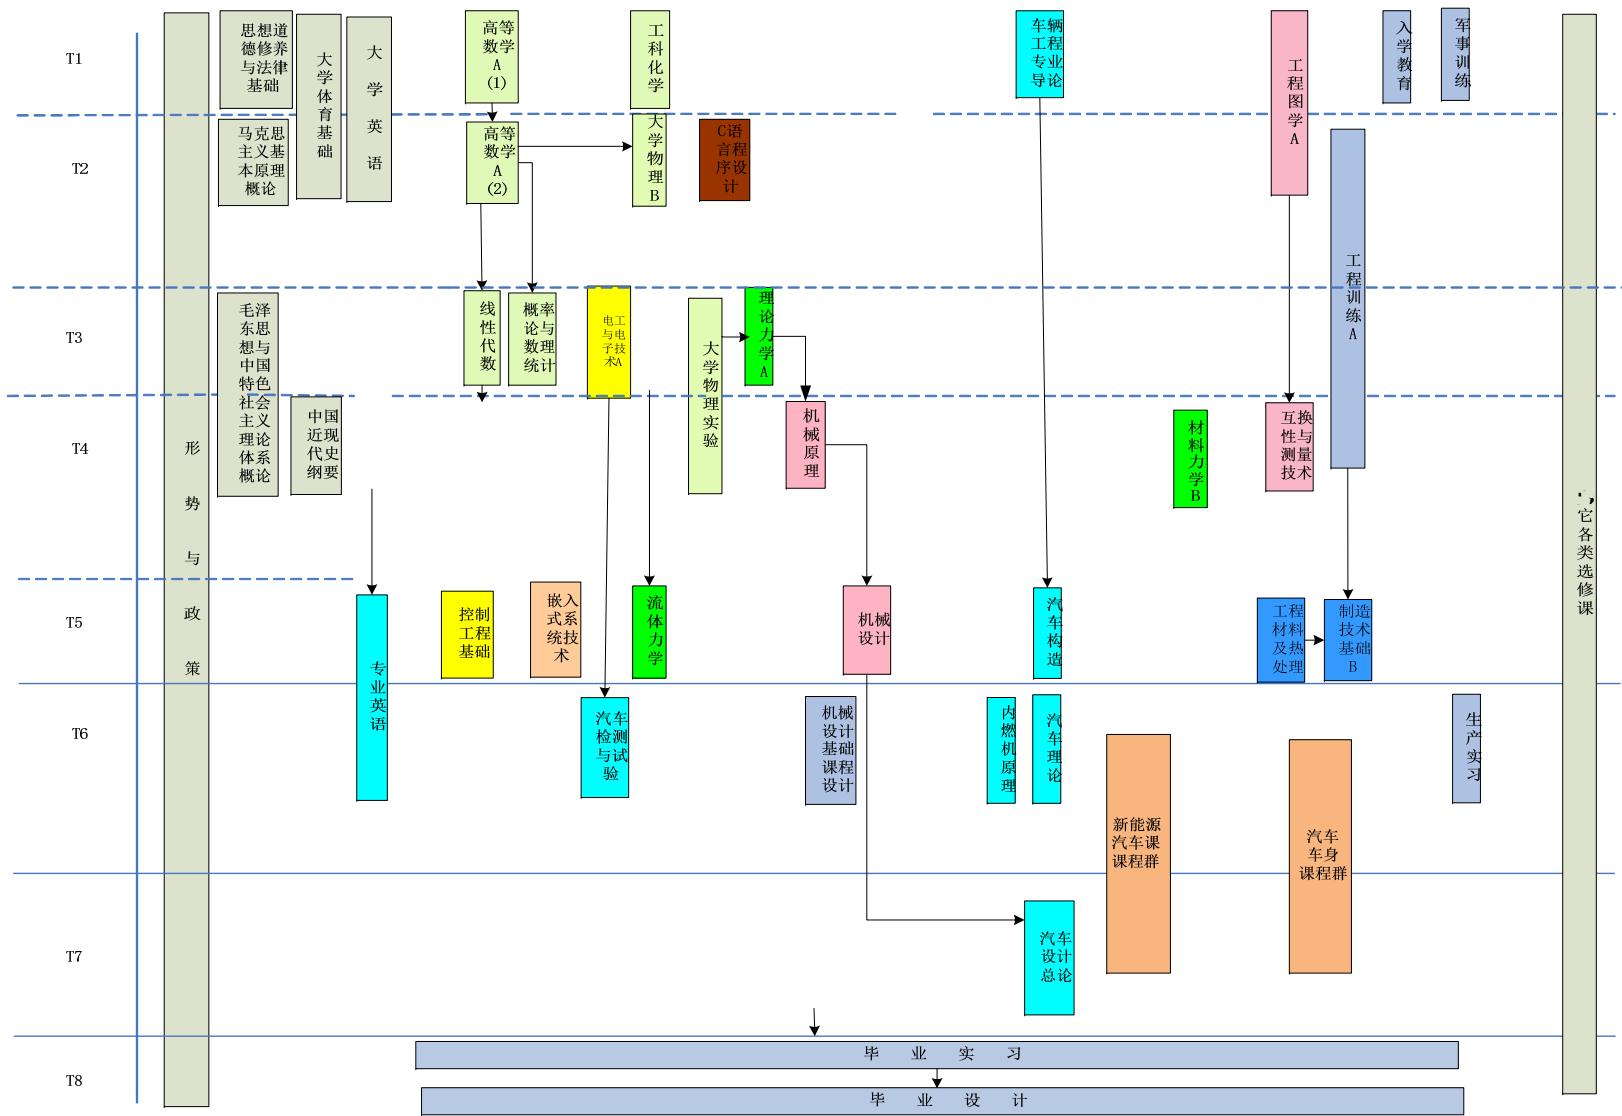 T1
思想道
德修养
与法律
基础
大学体育基础
大学英语
高等
数学
A
(1)
工科化学
车辆
工程
专业
导论
工程图学A
入学教育
军事训练
T2
马克思
主义基
本原理
概论
高等
数学
A
(2)
大学物理B
C语
言程
序设
计
工程训练A
T3
毛泽
东思
想与
中国
特色
社会
主义
理论
体系
概论
线性代数
概率
论与
数理
统计
电工
与电
子技
术A
大学物理实验
理论力学A
T4
中国
近现
代史
纲要
机械原理
材料力学B
互换
性与
测量
技术
形势与政策
它各类选修课
T5
专业英语
控制
工程
基础
嵌入
式系
统技
术
流体力学
机械
设计
汽车构造
工程
材料
及热
处理
制造
技术
基础
B
T6
汽车
检测
与试
验
机械
设计
基础
课程
设计
内燃机原理
汽车理论
生产实习
新能源
汽车课
课程群
汽车
车身
课程群
T7
汽车
设计
总论
T8
毕业实习
毕业设计